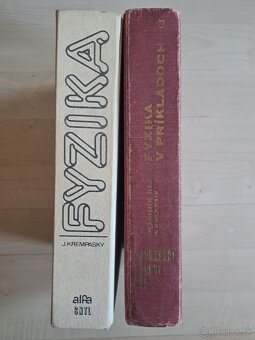 FYZIKA
J. KREMPASKÝ
alfa
SNTL
FYZIKA
V PRÍKLADOCH